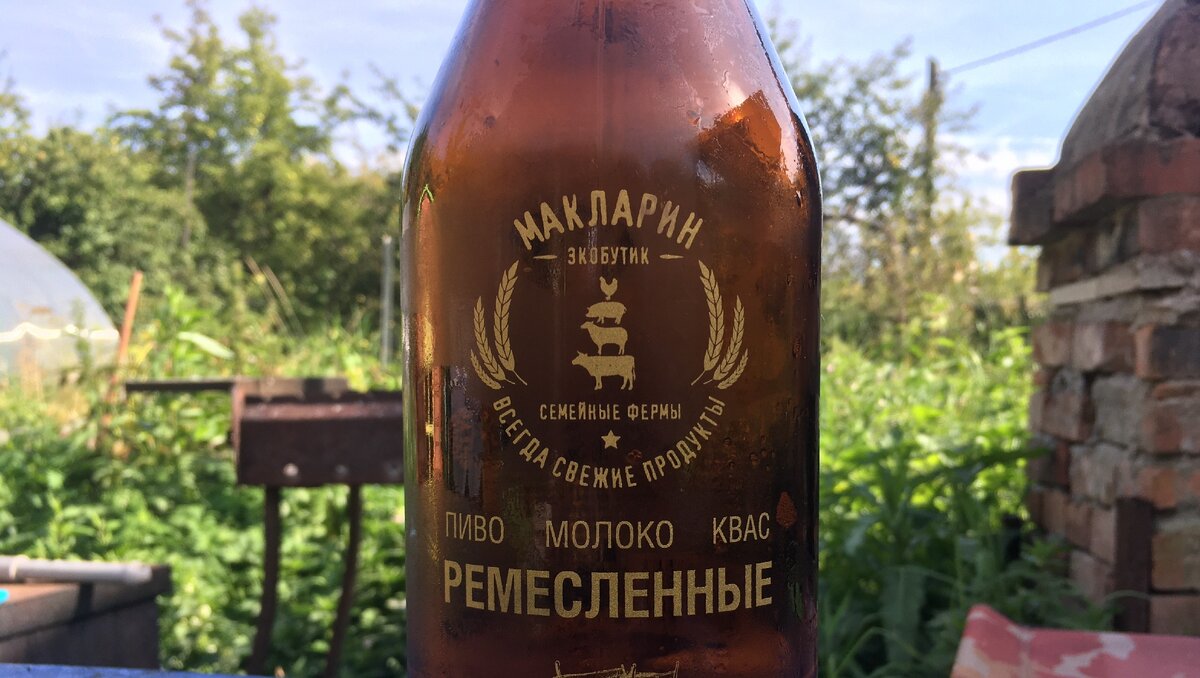 МАКЛАРИН
ЭКОБУТИК
СЕМЕЙНЫЕ ФЕРМЫ
ВСЕГДА СВЕЖИЕ ПРОДУКТЫ
ПИВО МОЛОКО КВАС
РЕМЕСЛЕННЫЕ